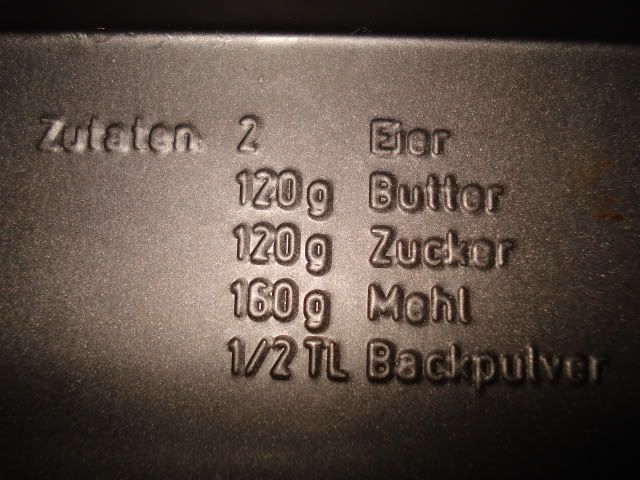 Zutaten 2 Eier
120g Butter
120g Zucker
160g Mehl
1/2 TL Backpulver